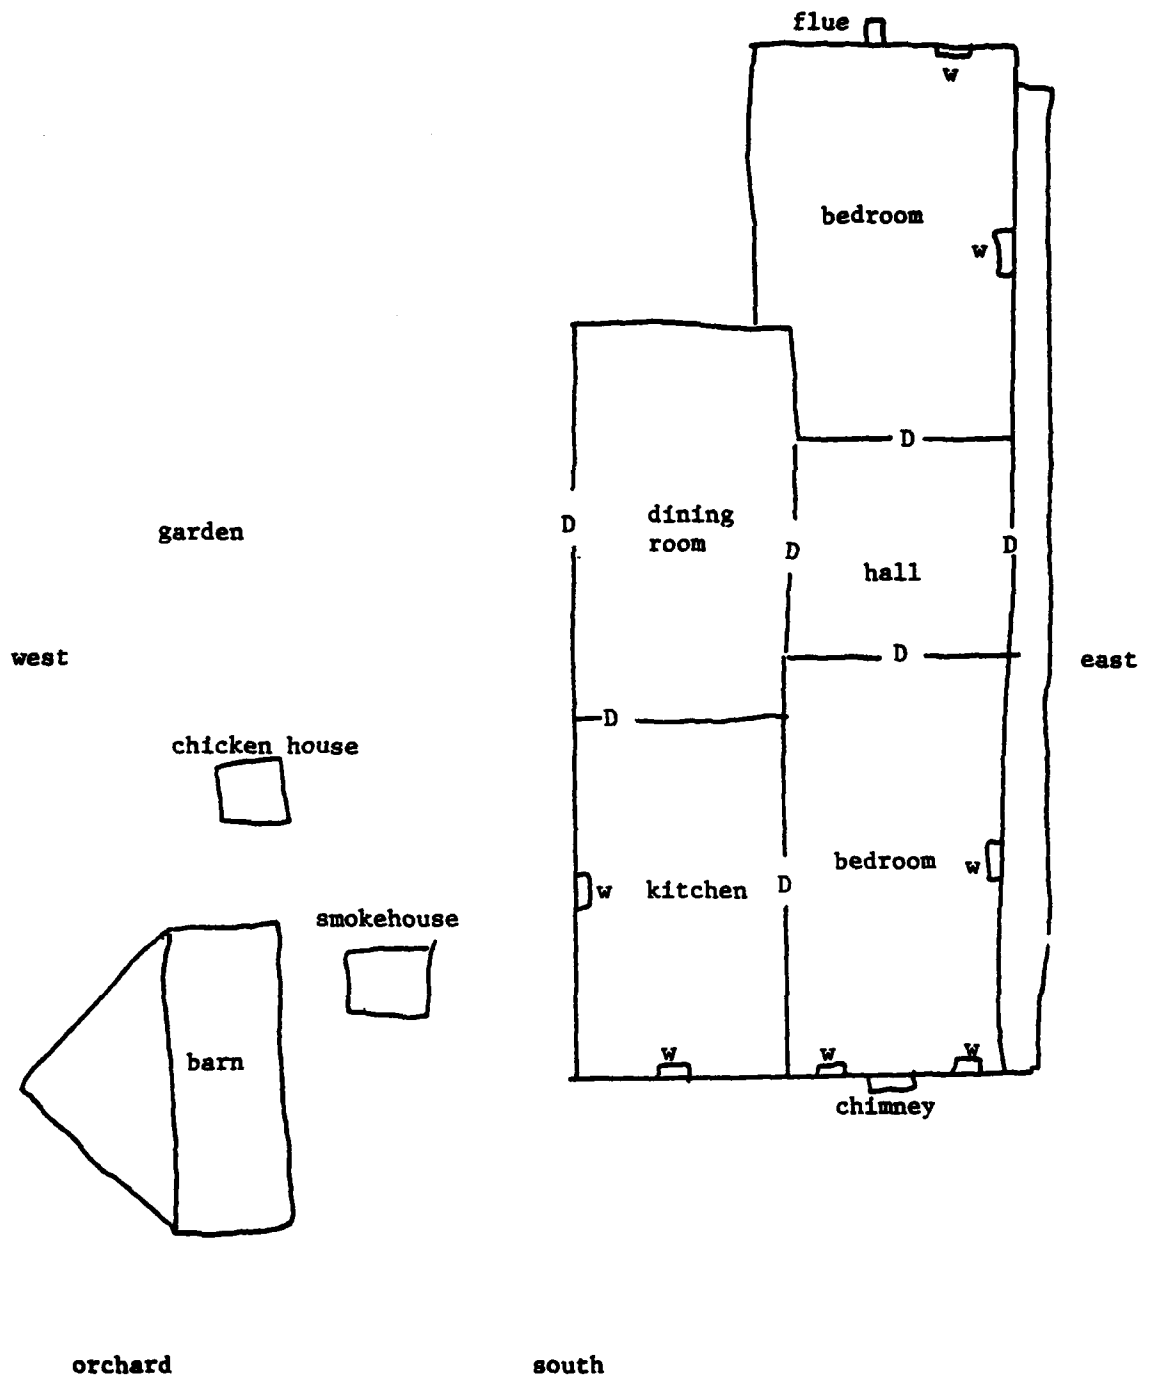 flue
w
bedroom
w
D
dining
room
D
garden
D
D
hall
west
D
east
D
chicken house
bedroom
w
w
kitchen
D
smokehouse
w
w
w
barn
chimney
orchard
south